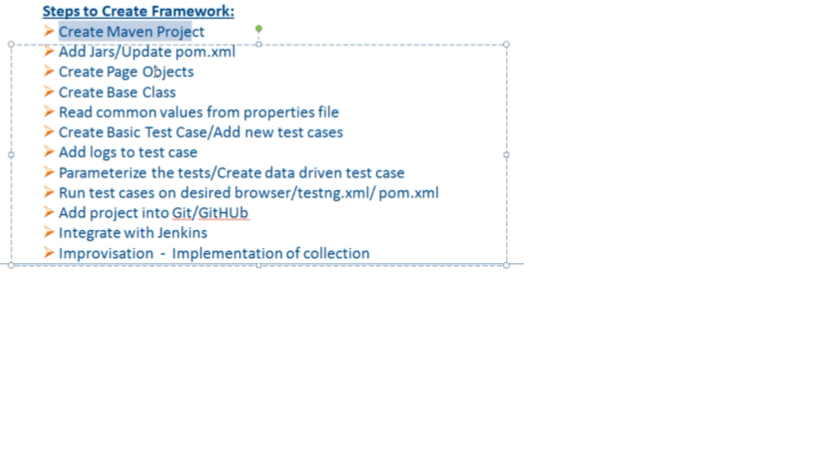 Steps to Create Framework:
Create Maven Project
Add Jars/Update pom.xml
Create Page Objects
Create Base Class
Read common values from properties file
Create Basic Test Case/Add new test cases
Add logs to test case
Parameterize the tests/Create data driven test case
Run test cases on desired browser/testng.xml/ pom.xml
Add project into Git/GitHUb
Integrate with Jenkins
Improvisation - Implementation of collection